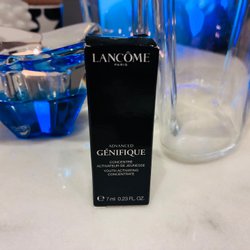 LANCÔME
PARIS
ADVANCED
GÉNIFIQUE
CONCENTRÉ
ACTIVATEUR DE JEUNESSE
YOUTH ACTIVATING
CONCENTRATE
e 7 ml 0.23 FL. OZ.